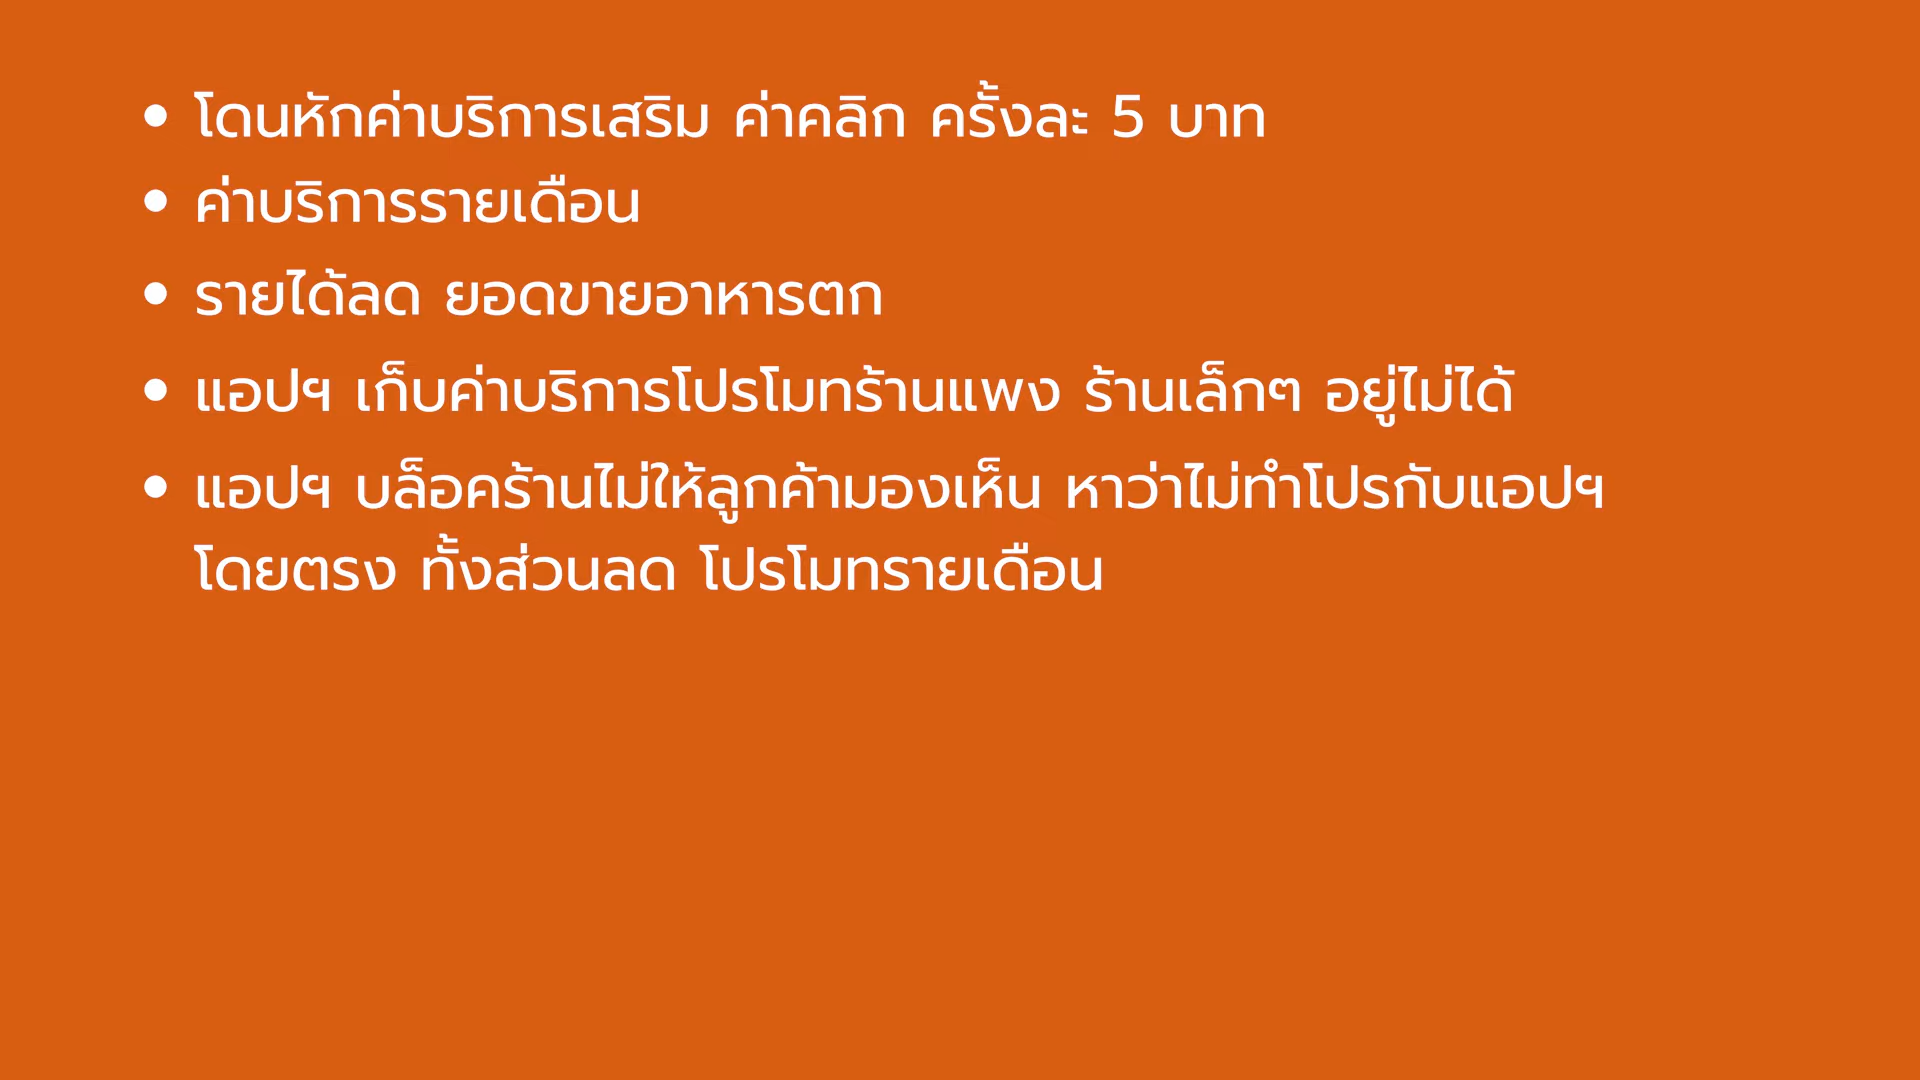 • โดนหักค่าบริการเสริม ค่าคลิก ครั้งละ 5 บาท
• ค่าบริการรายเดือน
• รายได้ลด ยอดขายอาหารตก
• แอปฯ เก็บค่าบริการโปรโมทร้านแพง ร้านเล็กๆ อยู่ไม่ได้
• แอปฯ บล็อคร้านไม่ให้ลูกค้ามองเห็น หาว่าไม่ทำโปรกับแอปฯ
โดยตรง ทั้งส่วนลด โปรโมทรายเดือน